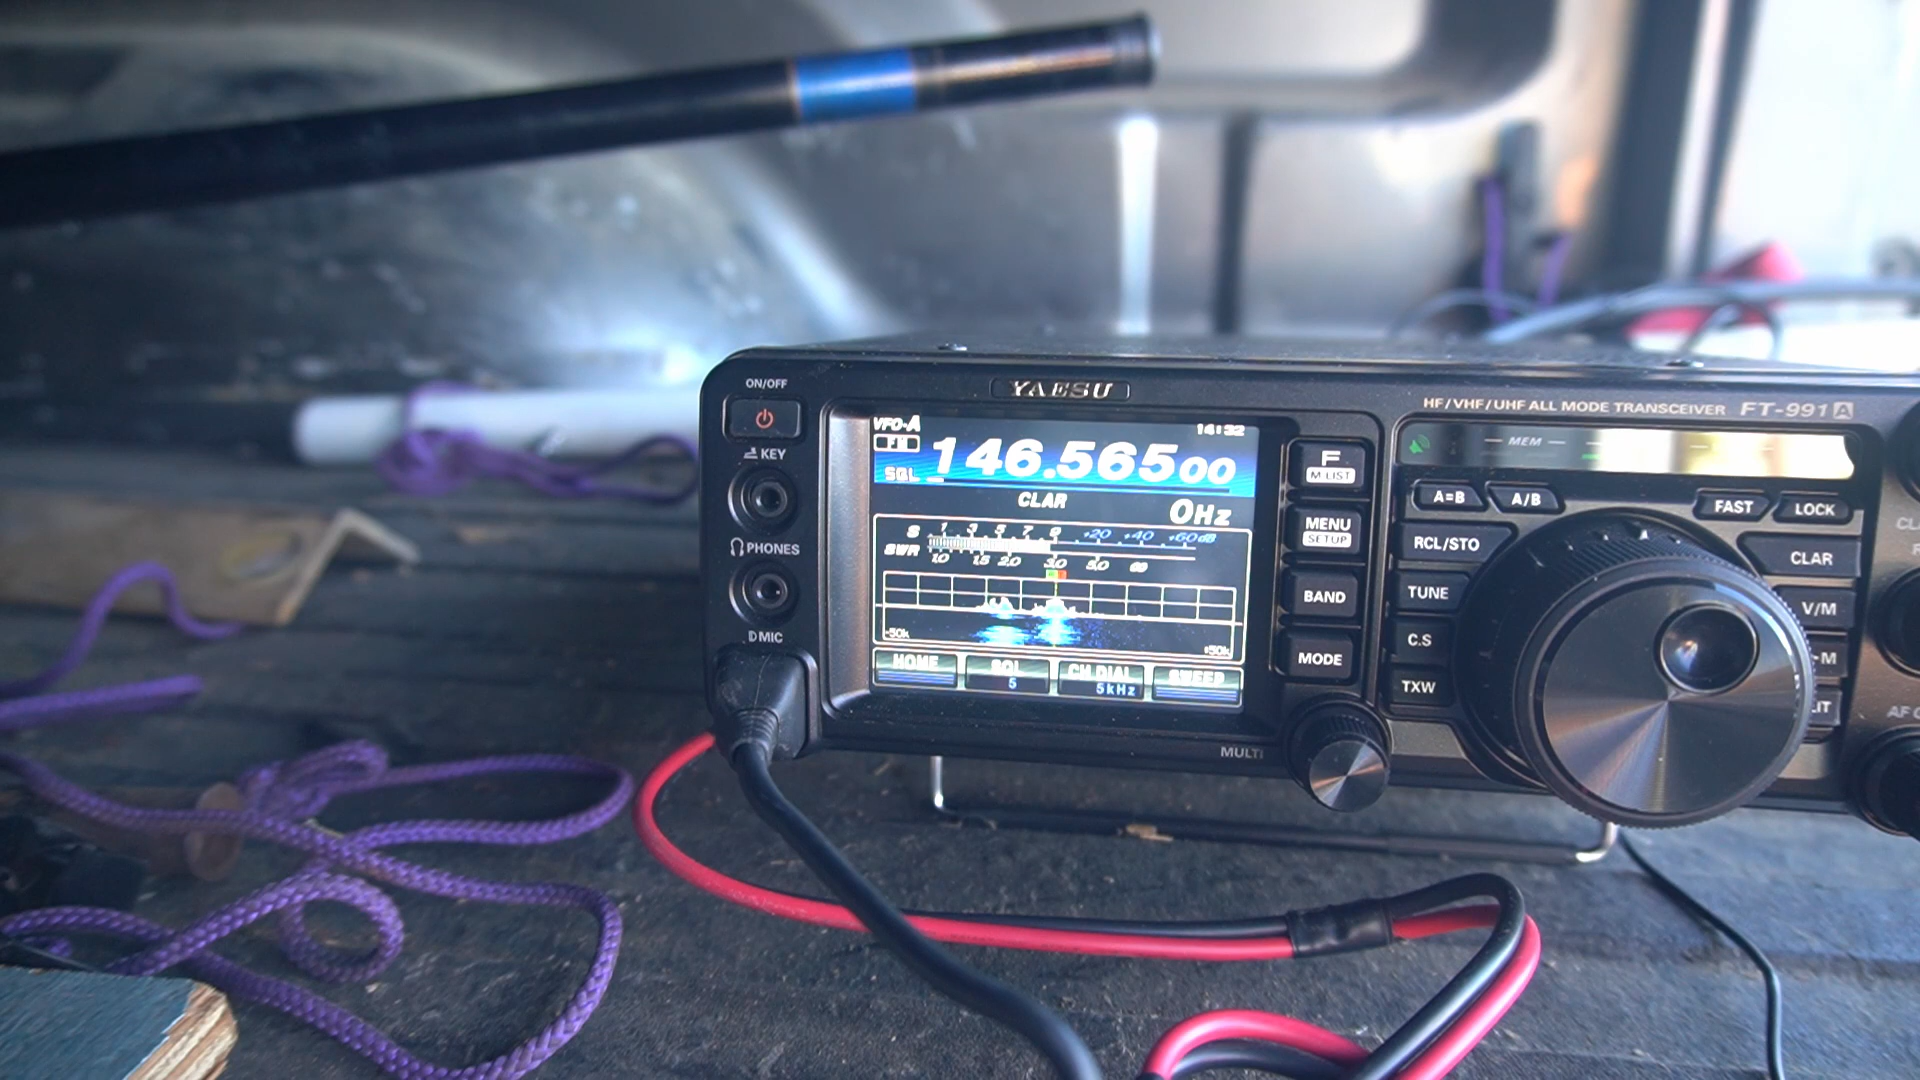 ON/OFF
KEY
PHONES
MIC
YAESU
VFO-A
14:32
FM
146.56500
SQL
CLAR
0Hz
S 1 3 5 7 9 +20 +40 +60dB
SWR 1.0 1.5 2.0 3.0 5.0 ∞
-50k
+50k
HOME
SQL
5
CH DIAL
5kHz
SWEEP
MULTI
F
M LIST
MENU
SETUP
BAND
MODE
HF/VHF/UHF ALL MODE TRANSCEIVER FT-991A
MEM
A=B
A/B
FAST
LOCK
RCL/STO
CLAR
TUNE
V/M
C.S
TXW